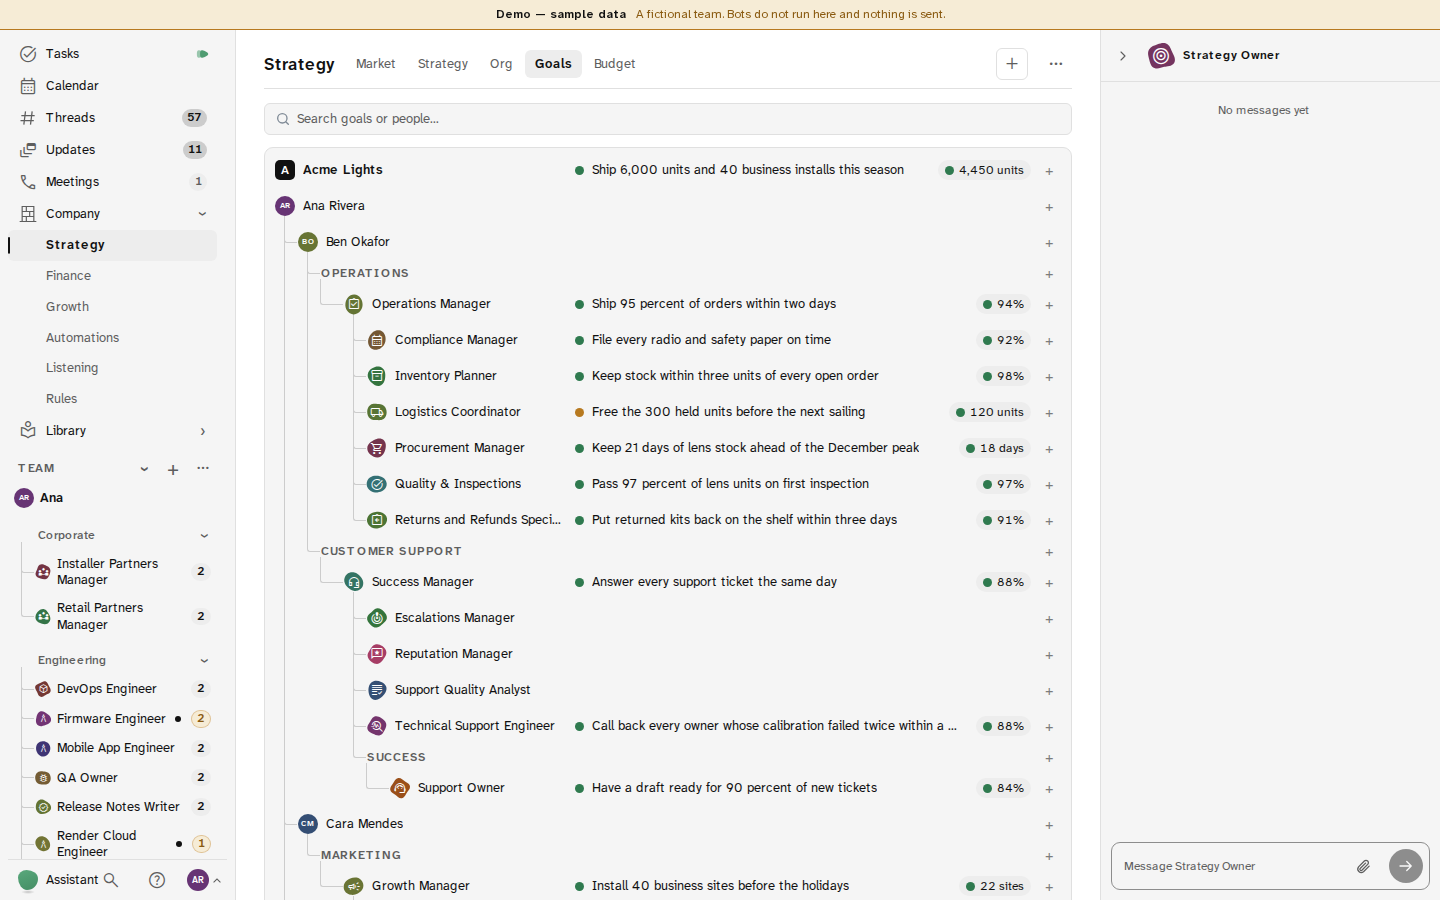 Demo — sample data A fictional team. Bots do not run here and nothing is sent.
Tasks
Calendar
Threads 57
Updates 11
Meetings 1
Company
Strategy
Finance
Growth
Automations
Listening
Rules
Library
TEAM
AR Ana
Corporate
Installer Partners
Manager 2
Retail Partners
Manager 2
Engineering
DevOps Engineer 2
Firmware Engineer 2
Mobile App Engineer 2
QA Owner 2
Release Notes Writer 2
Render Cloud
Engineer 1
Assistant AR
Strategy Market Strategy Org Goals Budget
Search goals or people...
A Acme Lights Ship 6,000 units and 40 business installs this season 4,450 units
AR Ana Rivera
BO Ben Okafor
OPERATIONS
Operations Manager Ship 95 percent of orders within two days 94%
Compliance Manager File every radio and safety paper on time 92%
Inventory Planner Keep stock within three units of every open order 98%
Logistics Coordinator Free the 300 held units before the next sailing 120 units
Procurement Manager Keep 21 days of lens stock ahead of the December peak 18 days
Quality & Inspections Pass 97 percent of lens units on first inspection 97%
Returns and Refunds Speci... Put returned kits back on the shelf within three days 91%
CUSTOMER SUPPORT
Success Manager Answer every support ticket the same day 88%
Escalations Manager
Reputation Manager
Support Quality Analyst
Technical Support Engineer Call back every owner whose calibration failed twice within a ... 88%
SUCCESS
Support Owner Have a draft ready for 90 percent of new tickets 84%
CM Cara Mendes
MARKETING
Growth Manager Install 40 business sites before the holidays 22 sites
Strategy Owner
No messages yet
Message Strategy Owner